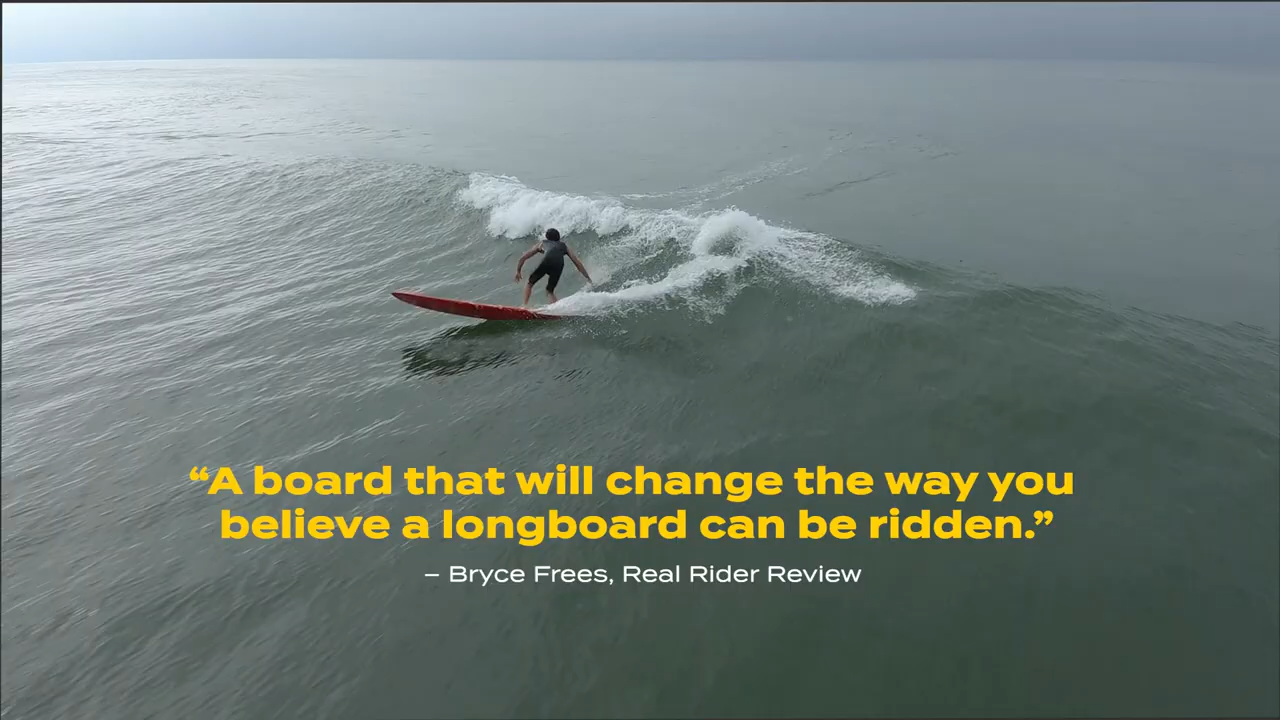 “A board that will change the way you
believe a longboard can be ridden.”
– Bryce Frees, Real Rider Review